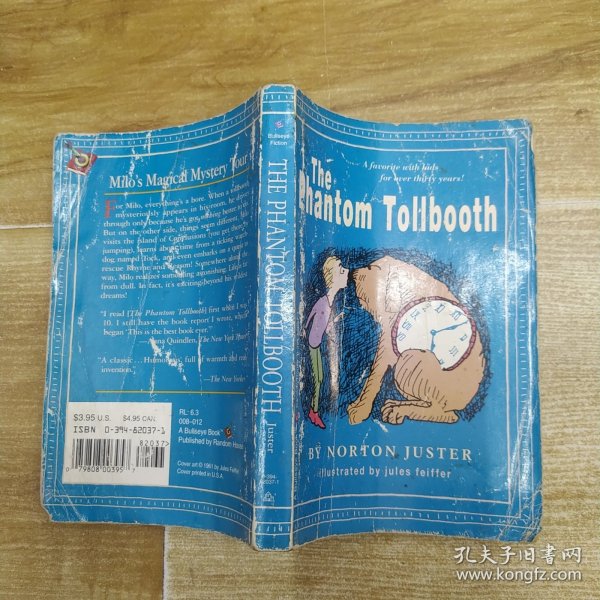 Milo's Magical Mystery Tour
For Milo, everything's a bore. When a tollbooth
mysteriously appears in his room, he drives
through only because he's got nothing better to
But on the other side, things seem different. Milo
visits the Island of Conclusions (you get there by
jumping), learns about time from a ticking watch-
dog named Tock, and even embarks on a quest to
rescue Rhyme and Reason! Somewhere along the
way, Milo realizes something astonishing. Life is
from dull. In fact, it's exciting beyond his wildest
dreams!
"I read [The Phantom Tollbooth] first when I was
10. I still have the book report I wrote, which
began 'This is the best book ever.'"
Anna Quindlen, The New York Times
"A classic... Humorous, full of warmth and real
invention."
—The New Yorker
$3.95 U.S. $4.95 CAN.
ISBN 0-394-82037-1
82037
79808 00395 7
RL: 6.3
008-012
A Bullseye Book™
Published by Random House
Cover art © 1961 by Jules Feiffer
Cover printed in U.S.A.
Bullseye
Fiction
THE PHANTOM TOLLBOOTH Juster
A favorite with kids
for over thirty years!
The
Phantom Tollbooth
BY NORTON JUSTER
illustrated by jules feiffer
孔夫子旧书网
www.kongfz.com